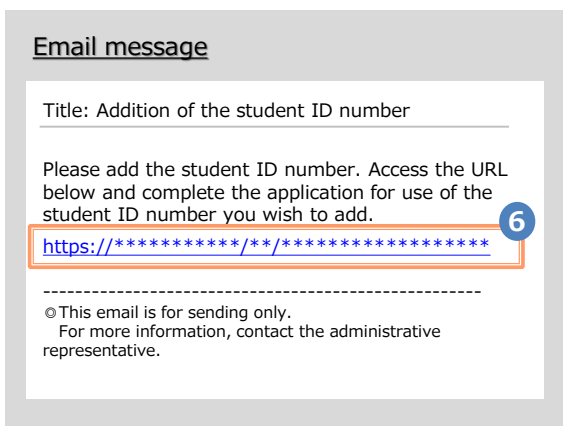 Email message
Title: Addition of the student ID number
Please add the student ID number. Access the URL
below and complete the application for use of the
student ID number you wish to add.
6
https://***********/**/******************
-------------------------------------------------------
◎This email is for sending only.
For more information, contact the administrative
representative.